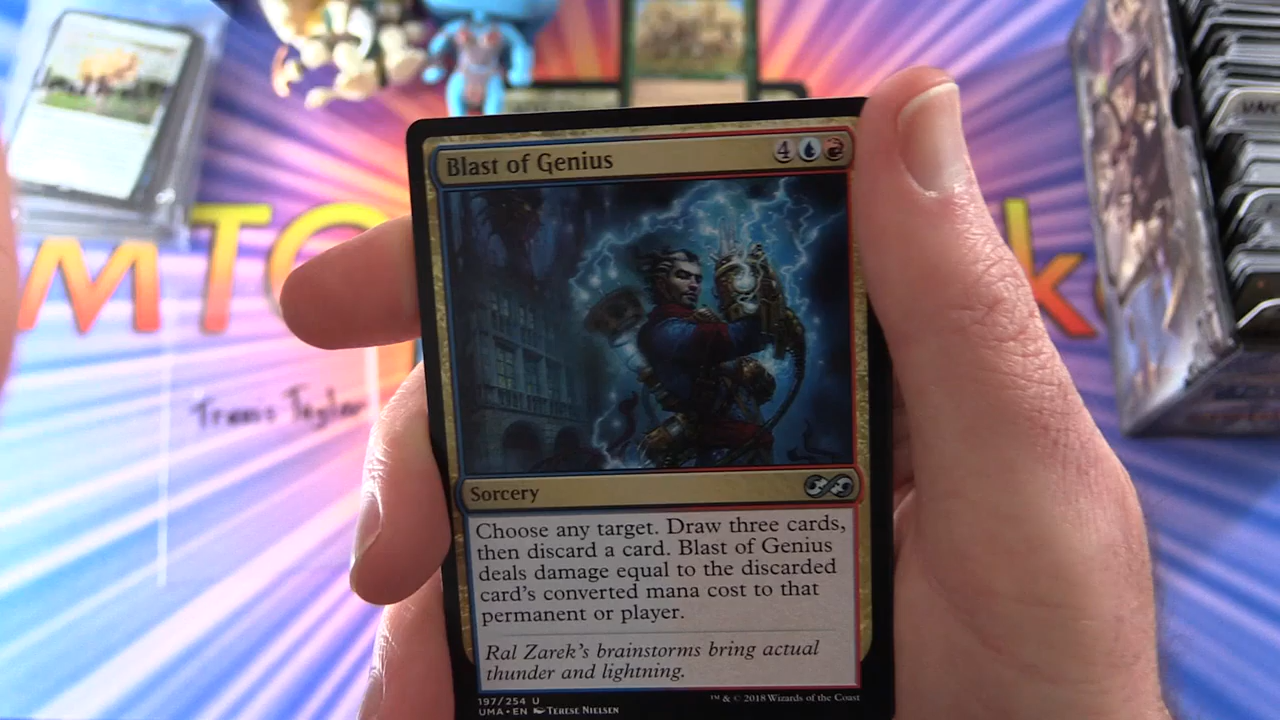 Blast of Genius 4
Sorcery
Choose any target. Draw three cards,
then discard a card. Blast of Genius
deals damage equal to the discarded
card's converted mana cost to that
permanent or player.
Ral Zarek's brainstorms bring actual
thunder and lightning.
197/254 U
UMA • EN TERESE NIELSEN
™ & © 2018 Wizards of the Coast
MTG